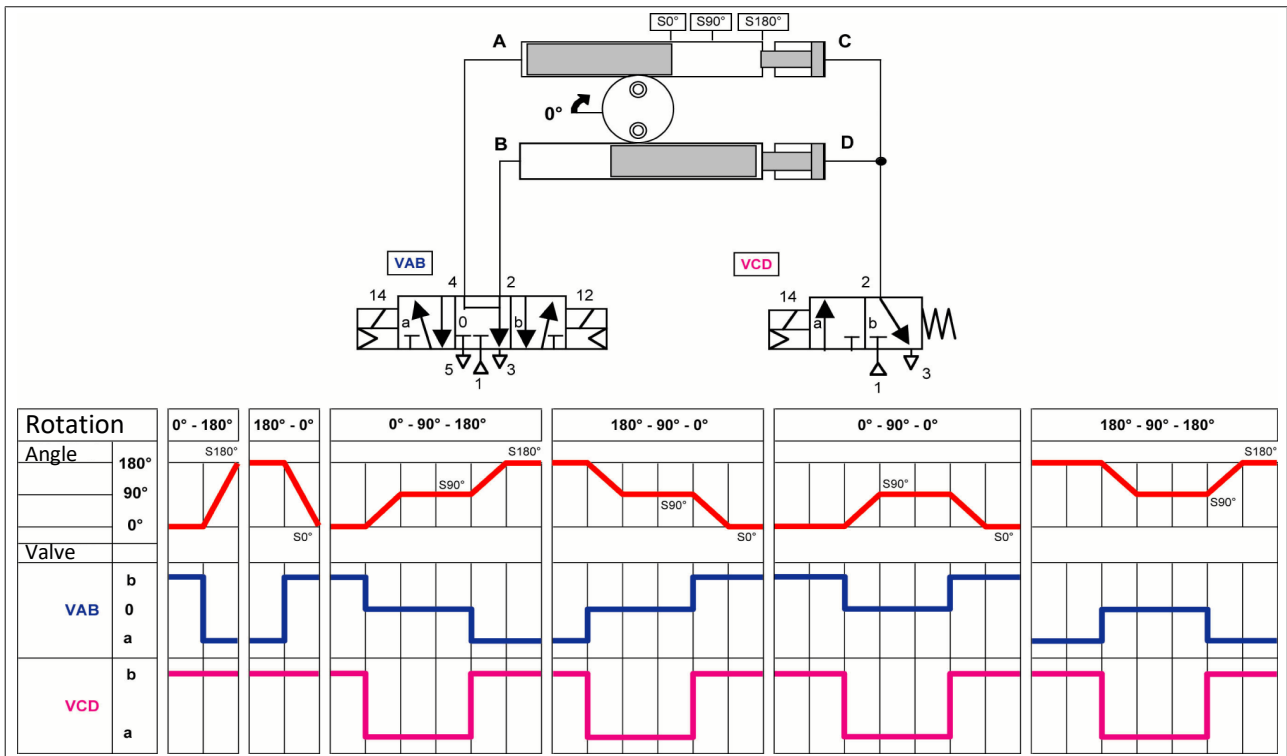 S0° S90° S180°
A C
0°
B D
VAB VCD
4 2 2
14 12 14
a 0 b a b
5 1 3 1 3
Rotation 0° - 180° 180° - 0° 0° - 90° - 180° 180° - 90° - 0° 0° - 90° - 0° 180° - 90° - 180°
Angle S180° S180°
180°
90° S90° S90° S90° S90°
0° S0° S0° S0°
Valve
b
VAB 0
a
b
VCD
a
S180°